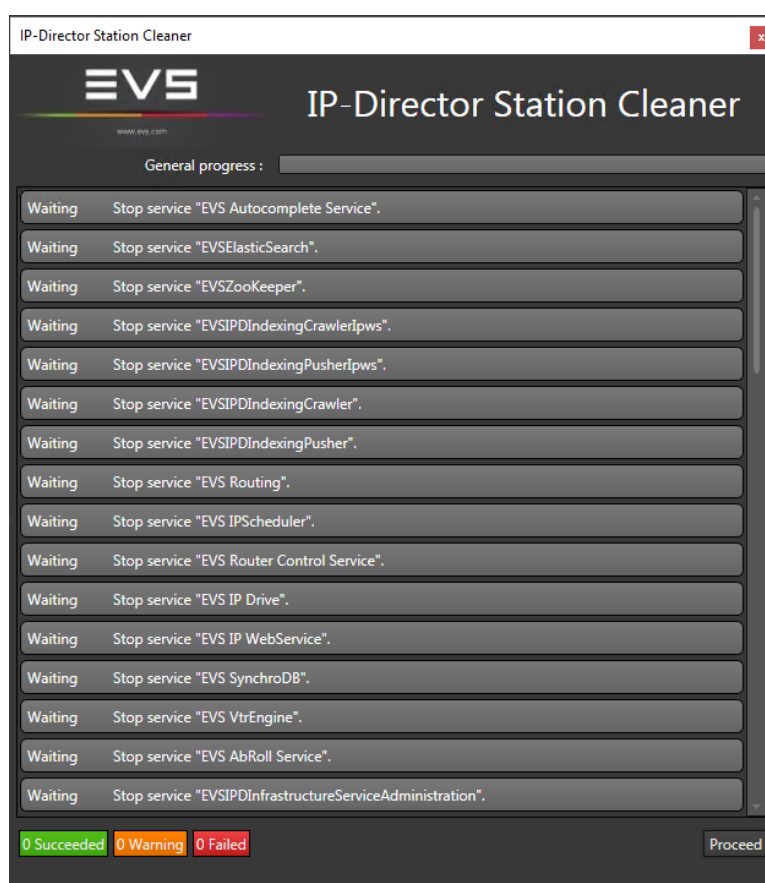 IP-Director Station Cleaner
x
EVS
www.evs.com
IP-Director Station Cleaner
General progress :
Waiting Stop service "EVS Autocomplete Service".
Waiting Stop service "EVSElasticSearch".
Waiting Stop service "EVSZooKeeper".
Waiting Stop service "EVSIPDIndexingCrawlerIpws".
Waiting Stop service "EVSIPDIndexingPusherIpws".
Waiting Stop service "EVSIPDIndexingCrawler".
Waiting Stop service "EVSIPDIndexingPusher".
Waiting Stop service "EVS Routing".
Waiting Stop service "EVS IPScheduler".
Waiting Stop service "EVS Router Control Service".
Waiting Stop service "EVS IP Drive".
Waiting Stop service "EVS IP WebService".
Waiting Stop service "EVS SynchroDB".
Waiting Stop service "EVS VtrEngine".
Waiting Stop service "EVS AbRoll Service".
Waiting Stop service "EVSIPDInfrastructureServiceAdministration".
0 Succeeded 0 Warning 0 Failed Proceed